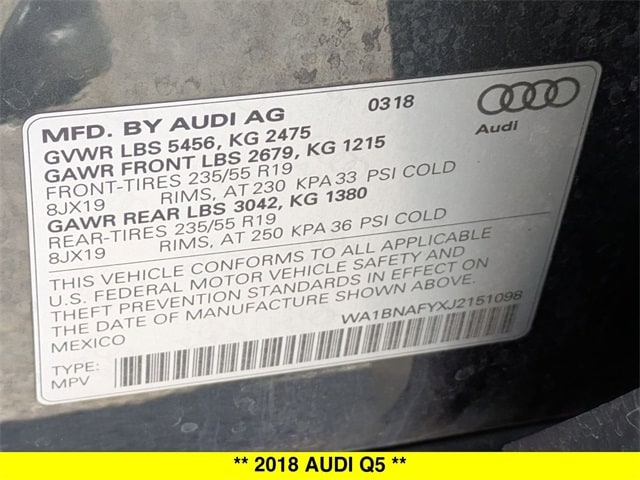 MFD. BY AUDI AG 0318
Audi
GVWR LBS 5456, KG 2475
GAWR FRONT LBS 2679, KG 1215
FRONT-TIRES 235/55 R19
8JX19 RIMS, AT 230 KPA 33 PSI COLD
GAWR REAR LBS 3042, KG 1380
REAR-TIRES 235/55 R19
8JX19 RIMS, AT 250 KPA 36 PSI COLD
THIS VEHICLE CONFORMS TO ALL APPLICABLE
U.S. FEDERAL MOTOR VEHICLE SAFETY AND
THEFT PREVENTION STANDARDS IN EFFECT ON
THE DATE OF MANUFACTURE SHOWN ABOVE.
MEXICO WA1BNAFYXJ2151098
TYPE:
MPV
** 2018 AUDI Q5 **